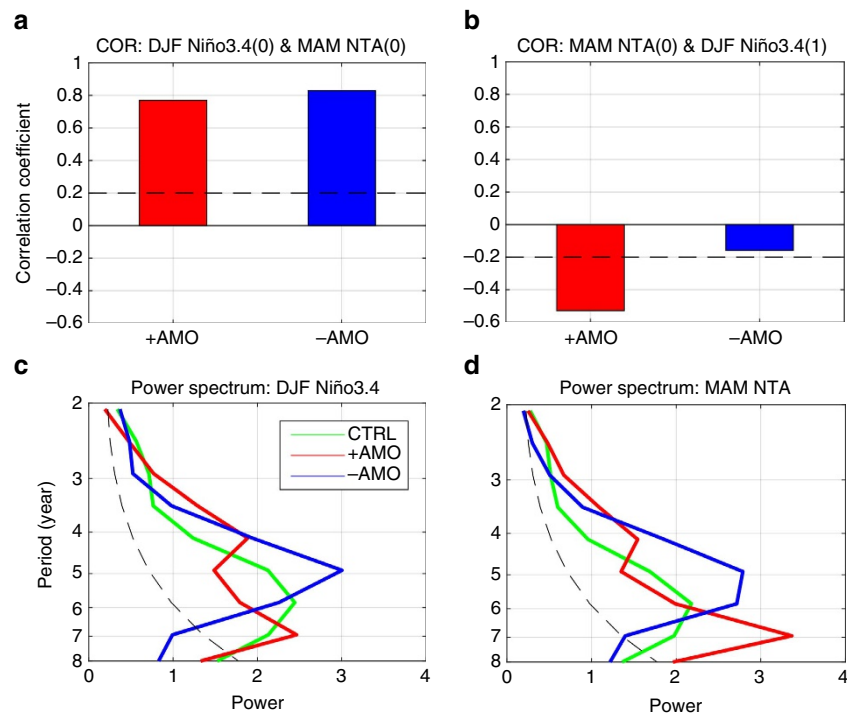 a
COR: DJF Niño3.4(0) & MAM NTA(0)
1
0.8
0.6
0.4
0.2
0
–0.2
–0.4
–0.6
Correlation coefficient
+AMO
–AMO
b
COR: MAM NTA(0) & DJF Niño3.4(1)
1
0.8
0.6
0.4
0.2
0
–0.2
–0.4
–0.6
+AMO
–AMO
c
Power spectrum: DJF Niño3.4
2
3
4
5
6
7
8
Period (year)
CTRL
+AMO
–AMO
0 1 2 3 4
Power
d
Power spectrum: MAM NTA
2
3
4
5
6
7
8
0 1 2 3 4
Power